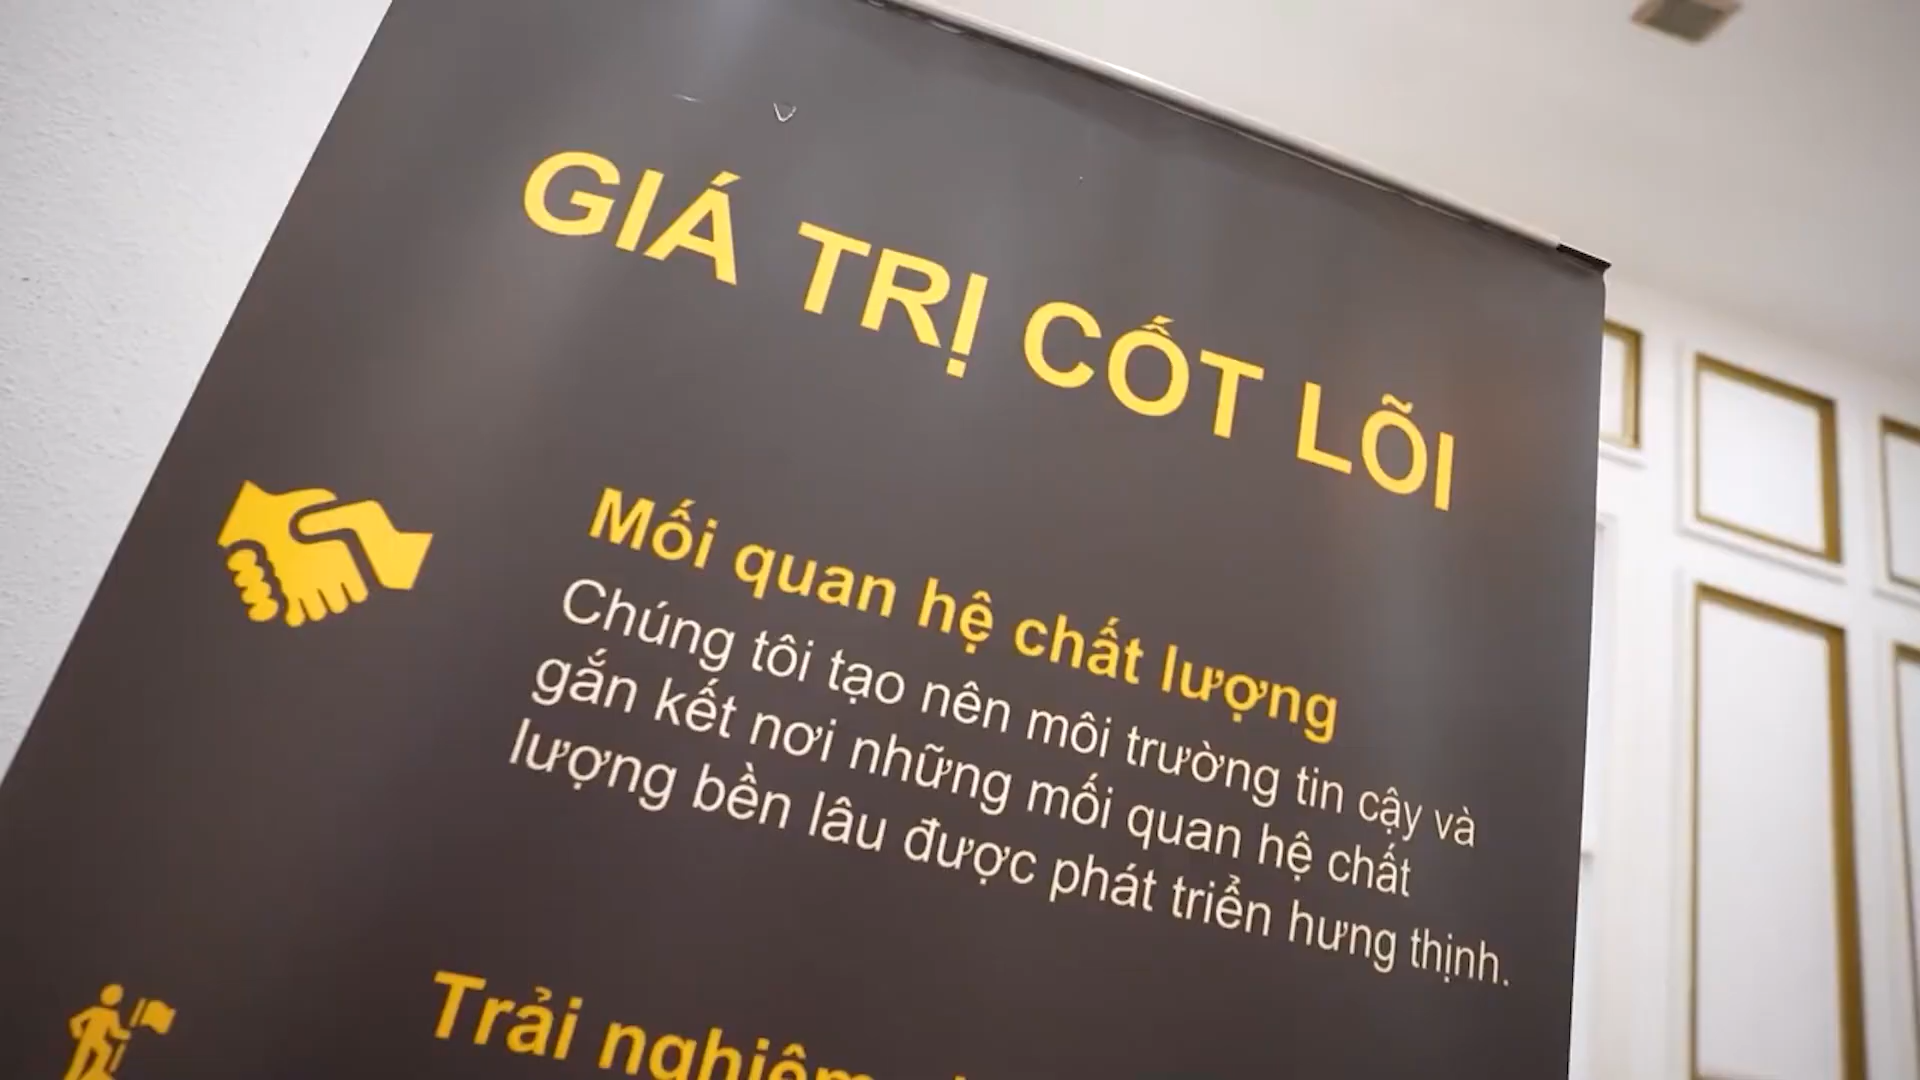 GIÁ TRỊ CỐT LÕI
Mối quan hệ chất lượng
Chúng tôi tạo nên môi trường tin cậy và
gắn kết nơi những mối quan hệ chất
lượng bền lâu được phát triển hưng thịnh.
Trải nghiệm